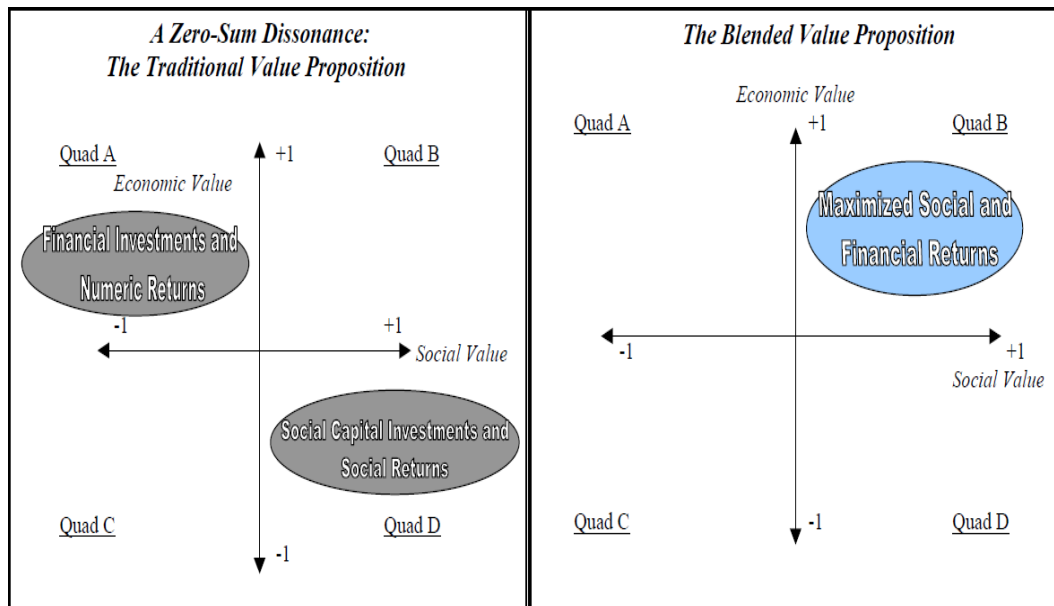 A Zero-Sum Dissonance:
The Traditional Value Proposition
Quad A
+1
Quad B
Economic Value
Financial Investments and
Numeric Returns
-1
+1
Social Value
Social Capital Investments and
Social Returns
Quad C
Quad D
-1
The Blended Value Proposition
Economic Value
Quad A
+1
Quad B
Maximized Social and
Financial Returns
-1
+1
Social Value
Quad C
-1
Quad D